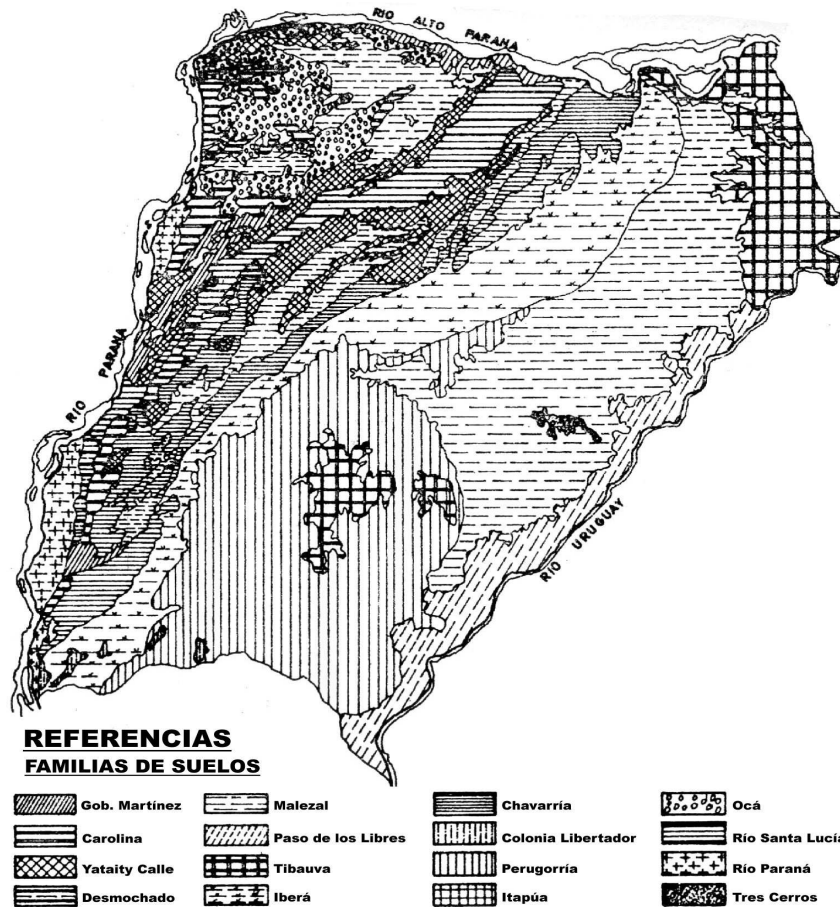 RIO ALTO PARANA
RIO PARANA
RIO URUGUAY
REFERENCIAS
FAMILIAS DE SUELOS
Gob. Martínez Malezal Chavarría Ocá
Carolina Paso de los Libres Colonia Libertador Río Santa Lucía
Yataity Calle Tibauva Perugorría Río Paraná
Desmochado Iberá Itapúa Tres Cerros